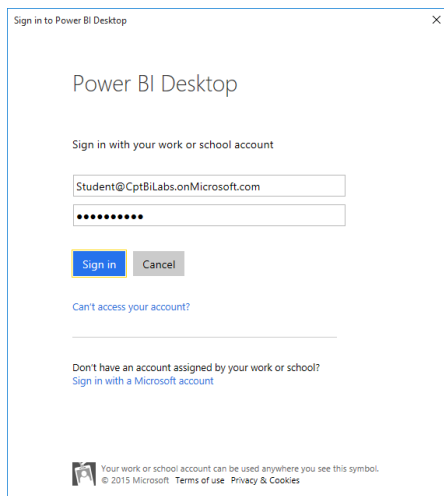 Sign in to Power BI Desktop
Power BI Desktop
Sign in with your work or school account
Student@CptBiLabs.onMicrosoft.com
●●●●●●●●●●
Sign in Cancel
Can't access your account?
Don't have an account assigned by your work or school?
Sign in with a Microsoft account
Your work or school account can be used anywhere you see this symbol.
© 2015 Microsoft Terms of use Privacy & Cookies